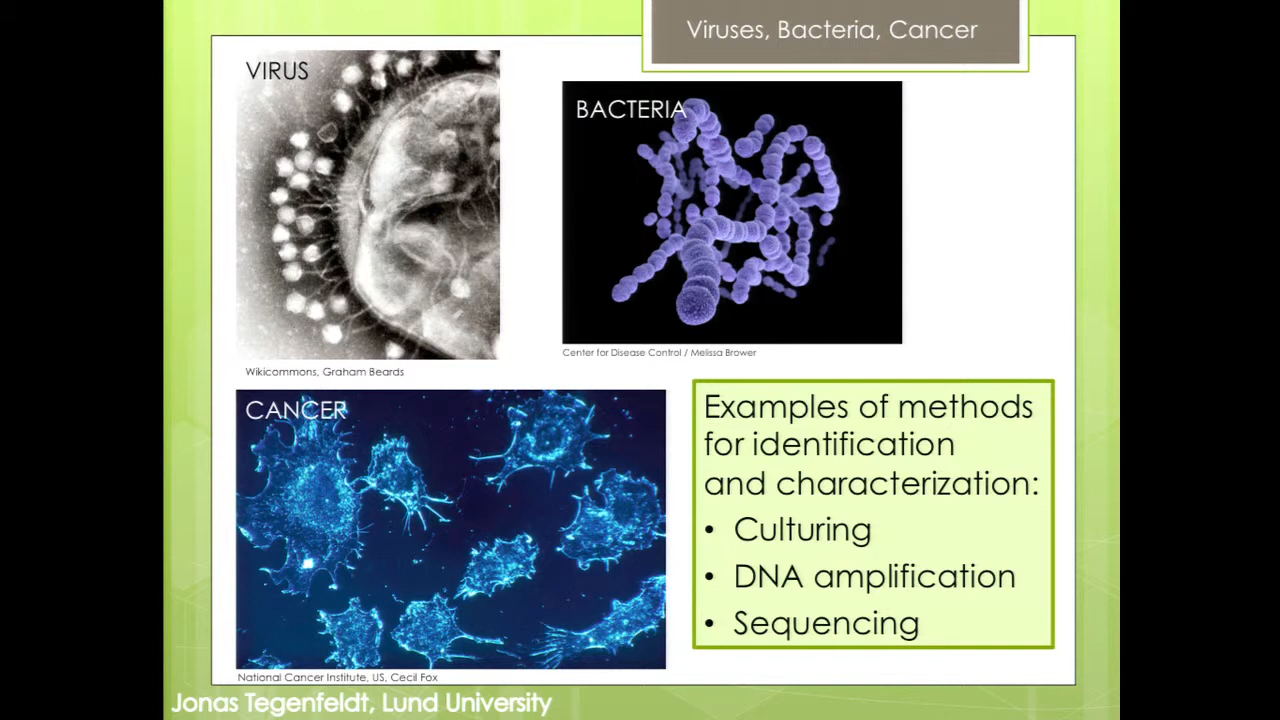 Viruses, Bacteria, Cancer
VIRUS
BACTERIA
Center for Disease Control / Melissa Brower
Wikicommons, Graham Beards
CANCER
Examples of methods
for identification
and characterization:
• Culturing
• DNA amplification
• Sequencing
National Cancer Institute, US, Cecil Fox
Jonas Tegenfeldt, Lund University